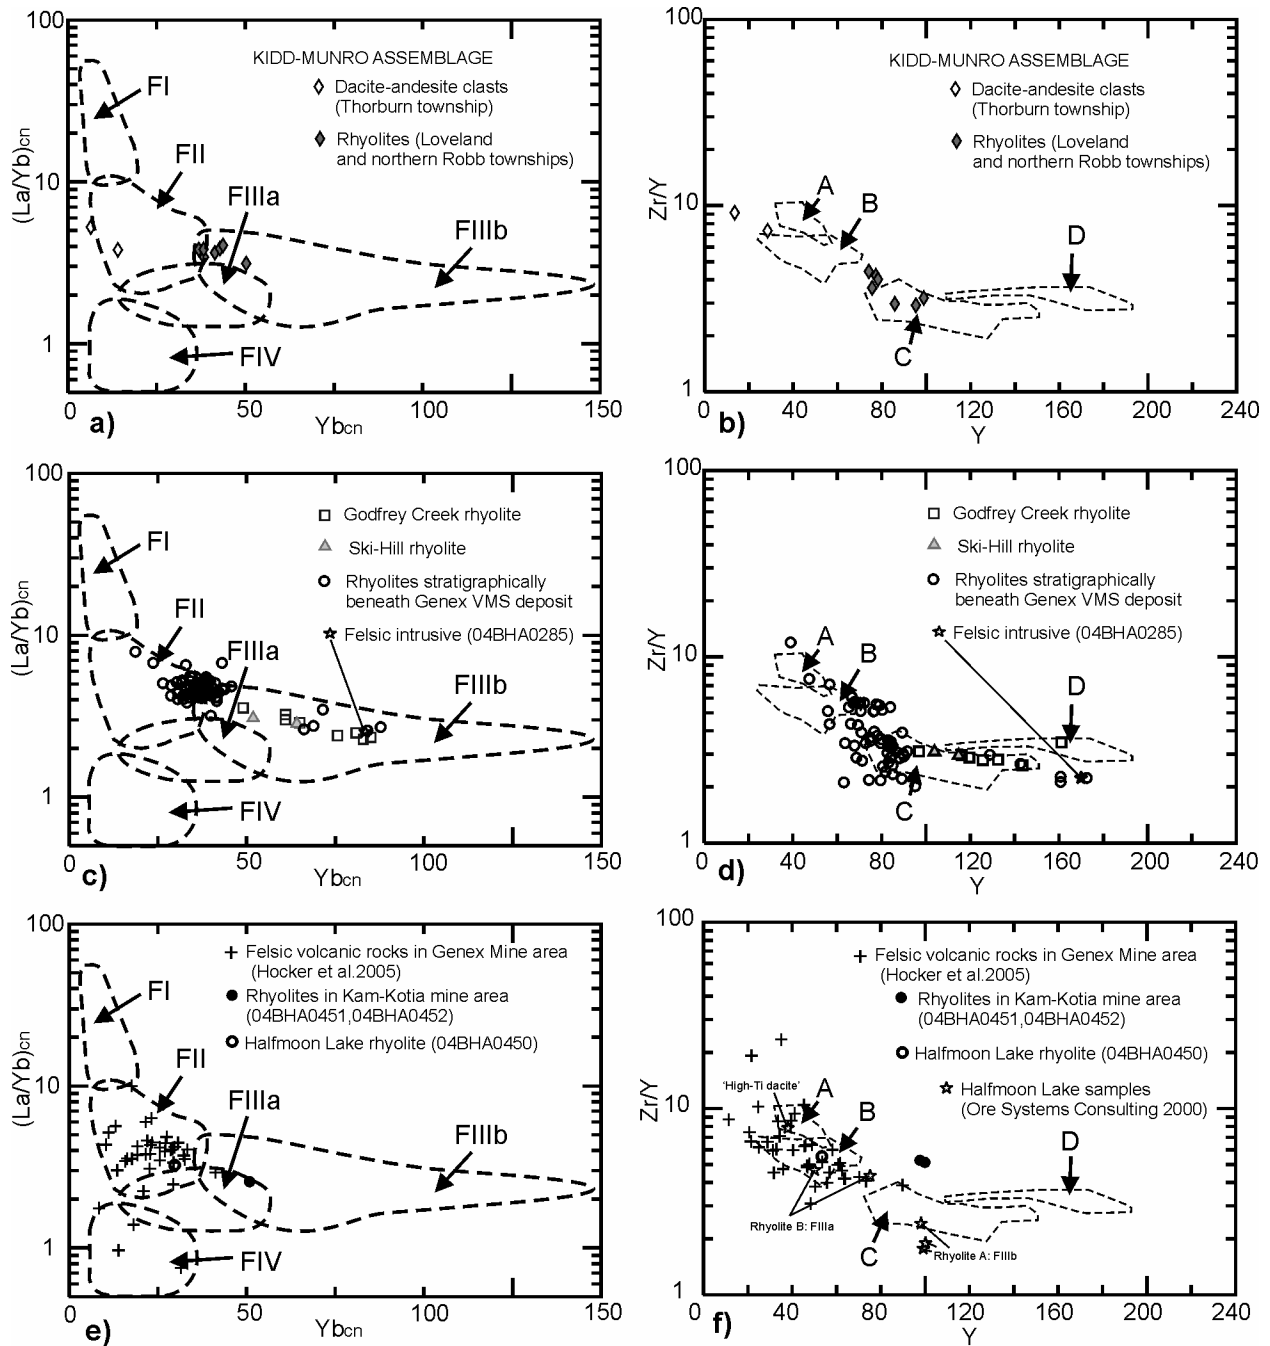 100
10
1
(La/Yb)cn
KIDD-MUNRO ASSEMBLAGE
Dacite-andesite clasts
(Thorburn township)
Rhyolites (Loveland
and northern Robb townships)
FI
FII
FIIIa
FIIIb
FIV
0
50
100
150
a)
Ybcn
100
10
1
Zr/Y
KIDD-MUNRO ASSEMBLAGE
Dacite-andesite clasts
(Thorburn township)
Rhyolites (Loveland
and northern Robb townships)
A
B
D
C
0
40
80
120
160
200
240
b)
Y
100
10
1
(La/Yb)cn
Godfrey Creek rhyolite
Ski-Hill rhyolite
Rhyolites stratigraphically
beneath Genex VMS deposit
Felsic intrusive (04BHA0285)
FI
FII
FIIIa
FIIIb
FIV
0
50
100
150
c)
Ybcn
100
10
1
Zr/Y
Godfrey Creek rhyolite
Ski-Hill rhyolite
Rhyolites stratigraphically
beneath Genex VMS deposit
Felsic intrusive (04BHA0285)
A
B
D
C
0
40
80
120
160
200
240
d)
Y
100
10
1
(La/Yb)cn
Felsic volcanic rocks in Genex Mine area
(Hocker et al.2005)
Rhyolites in Kam-Kotia mine area
(04BHA0451,04BHA0452)
Halfmoon Lake rhyolite (04BHA0450)
FI
FII
FIIIa
FIIIb
FIV
0
50
100
150
e)
Ybcn
100
10
1
Zr/Y
Felsic volcanic rocks in Genex Mine area
(Hocker et al.2005)
Rhyolites in Kam-Kotia mine area
(04BHA0451,04BHA0452)
Halfmoon Lake rhyolite (04BHA0450)
Halfmoon Lake samples
(Ore Systems Consulting 2000)
'High-Ti dacite'
A
B
D
Rhyolite B: FIIIa
C
Rhyolite A: FIIIb
0
40
80
120
160
200
240
f)
Y